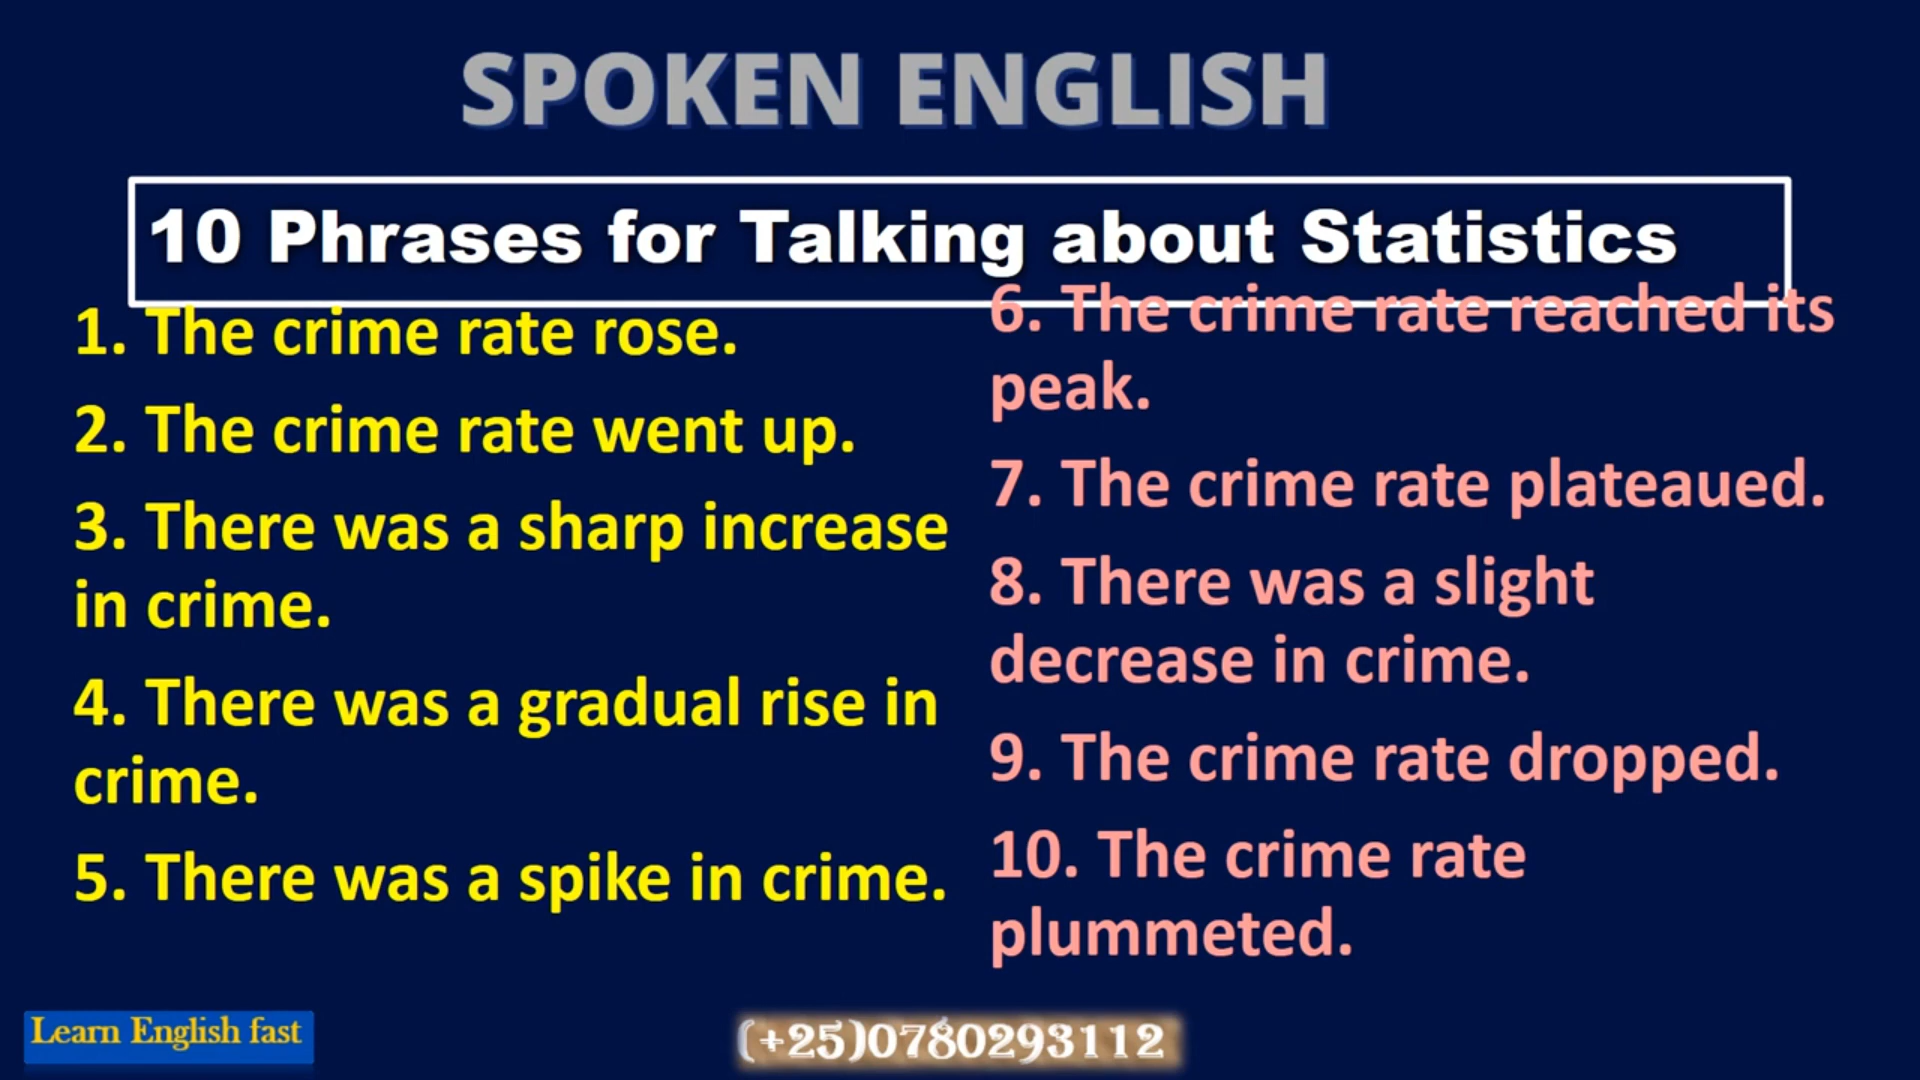 SPOKEN ENGLISH
10 Phrases for Talking about Statistics
1. The crime rate rose.
2. The crime rate went up.
3. There was a sharp increase
in crime.
4. There was a gradual rise in
crime.
5. There was a spike in crime.
6. The crime rate reached its
peak.
7. The crime rate plateaued.
8. There was a slight
decrease in crime.
9. The crime rate dropped.
10. The crime rate
plummeted.
Learn English fast
(+25)0780293112